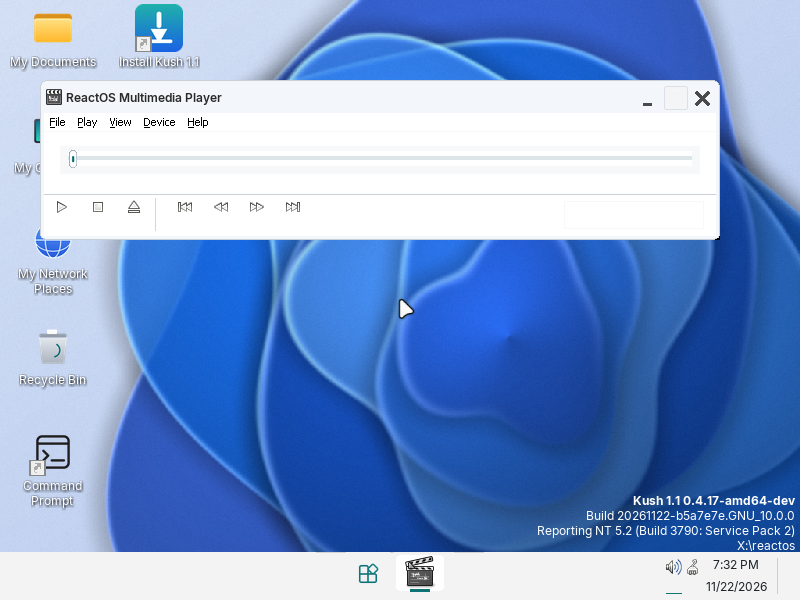 My Documents
Install Kush 1.1
ReactOS Multimedia Player
File Play View Device Help
My
My Network
Places
Recycle Bin
Command
Prompt
Kush 1.1 0.4.17-amd64-dev
Build 20261122-b5a7e7e.GNU_10.0.0
Reporting NT 5.2 (Build 3790: Service Pack 2)
X:\reactos
7:32 PM
11/22/2026